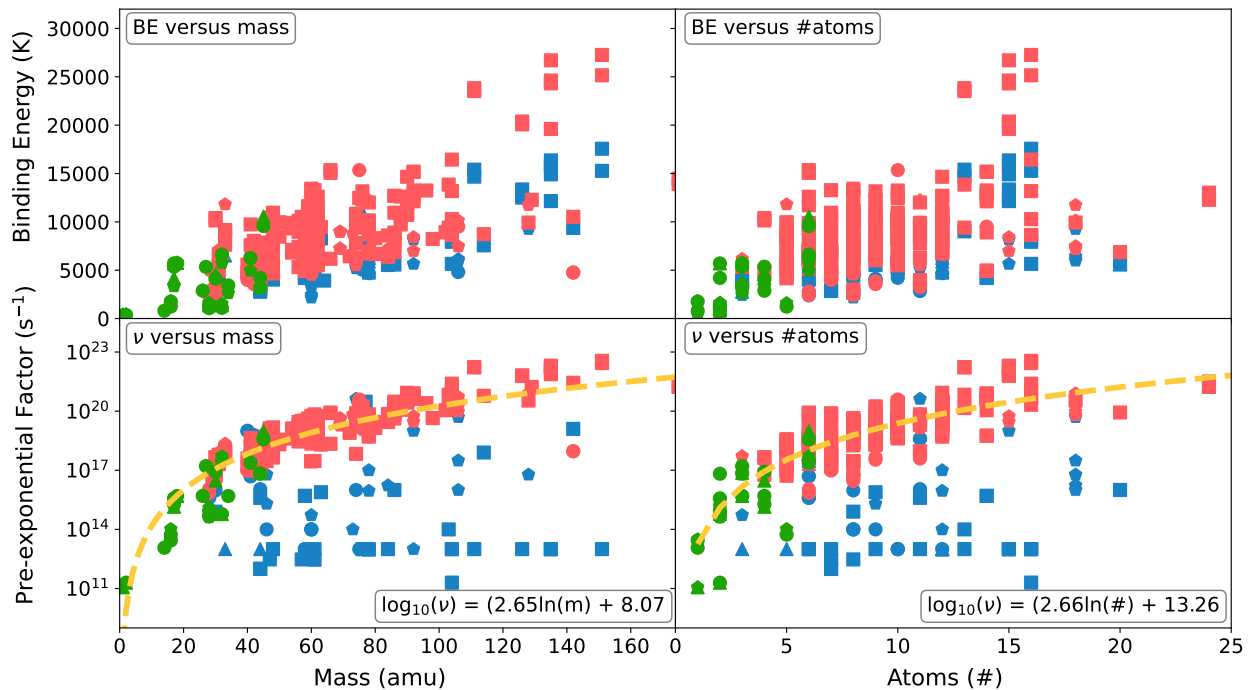 BE versus mass
BE versus #atoms
Binding Energy (K)
30000
25000
20000
15000
10000
5000
0
ν versus mass
ν versus #atoms
Pre-exponential Factor (s⁻¹)
10²³
10²⁰
10¹⁷
10¹⁴
10¹¹
log₁₀(ν) = (2.65ln(m) + 8.07
log₁₀(ν) = (2.66ln(#) + 13.26
0 20 40 60 80 100 120 140 160
0 5 10 15 20 25
Mass (amu)
Atoms (#)